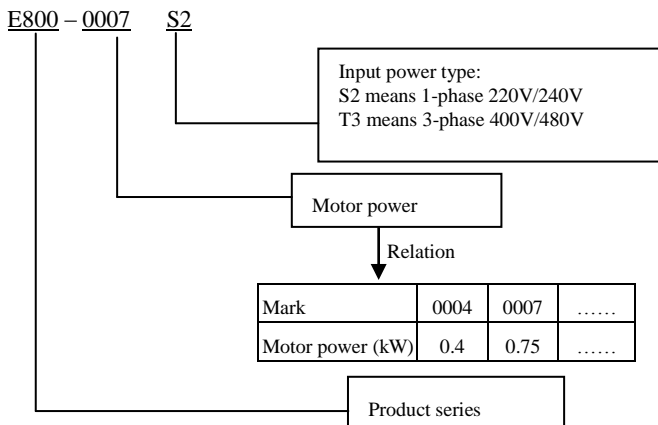 E800 – 0007 S2
Input power type:
S2 means 1-phase 220V/240V
T3 means 3-phase 400V/480V
Motor power
Relation
Mark 0004 0007 ……
Motor power (kW) 0.4 0.75 ……
Product series